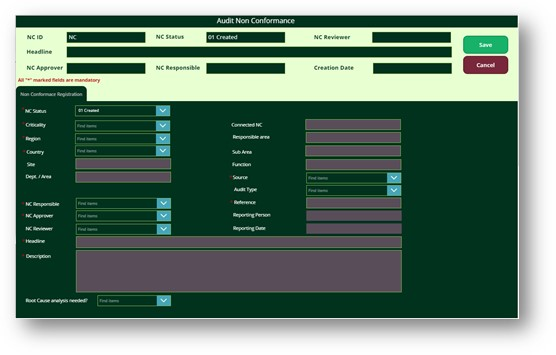 Audit Non Conformance
NC ID NC NC Status 01 Created NC Reviewer
Save
Headline
NC Approver NC Responsible Creation Date
Cancel
All "*" marked fields are mandatory
Non Conformance Registration
*NC Status 01 Created
*Criticality Find items Connected NC
*Region Find items Responsible area
*Country Find items Sub Area
Site Function
Dept. / Area *Source Find items
Audit Type Find items
*NC Responsible Find items *Reference
*NC Approver Find items Reporting Person
NC Reviewer Find items Reporting Date
*Headline
*Description
Root Cause analysis needed? Find items